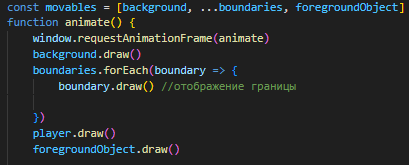 const movables = [background, ...boundaries, foregroundObject]
function animate() {
    window.requestAnimationFrame(animate)
    background.draw()
    boundaries.forEach(boundary => {
        boundary.draw() //отображение границы

    })
    player.draw()
    foregroundObject.draw()